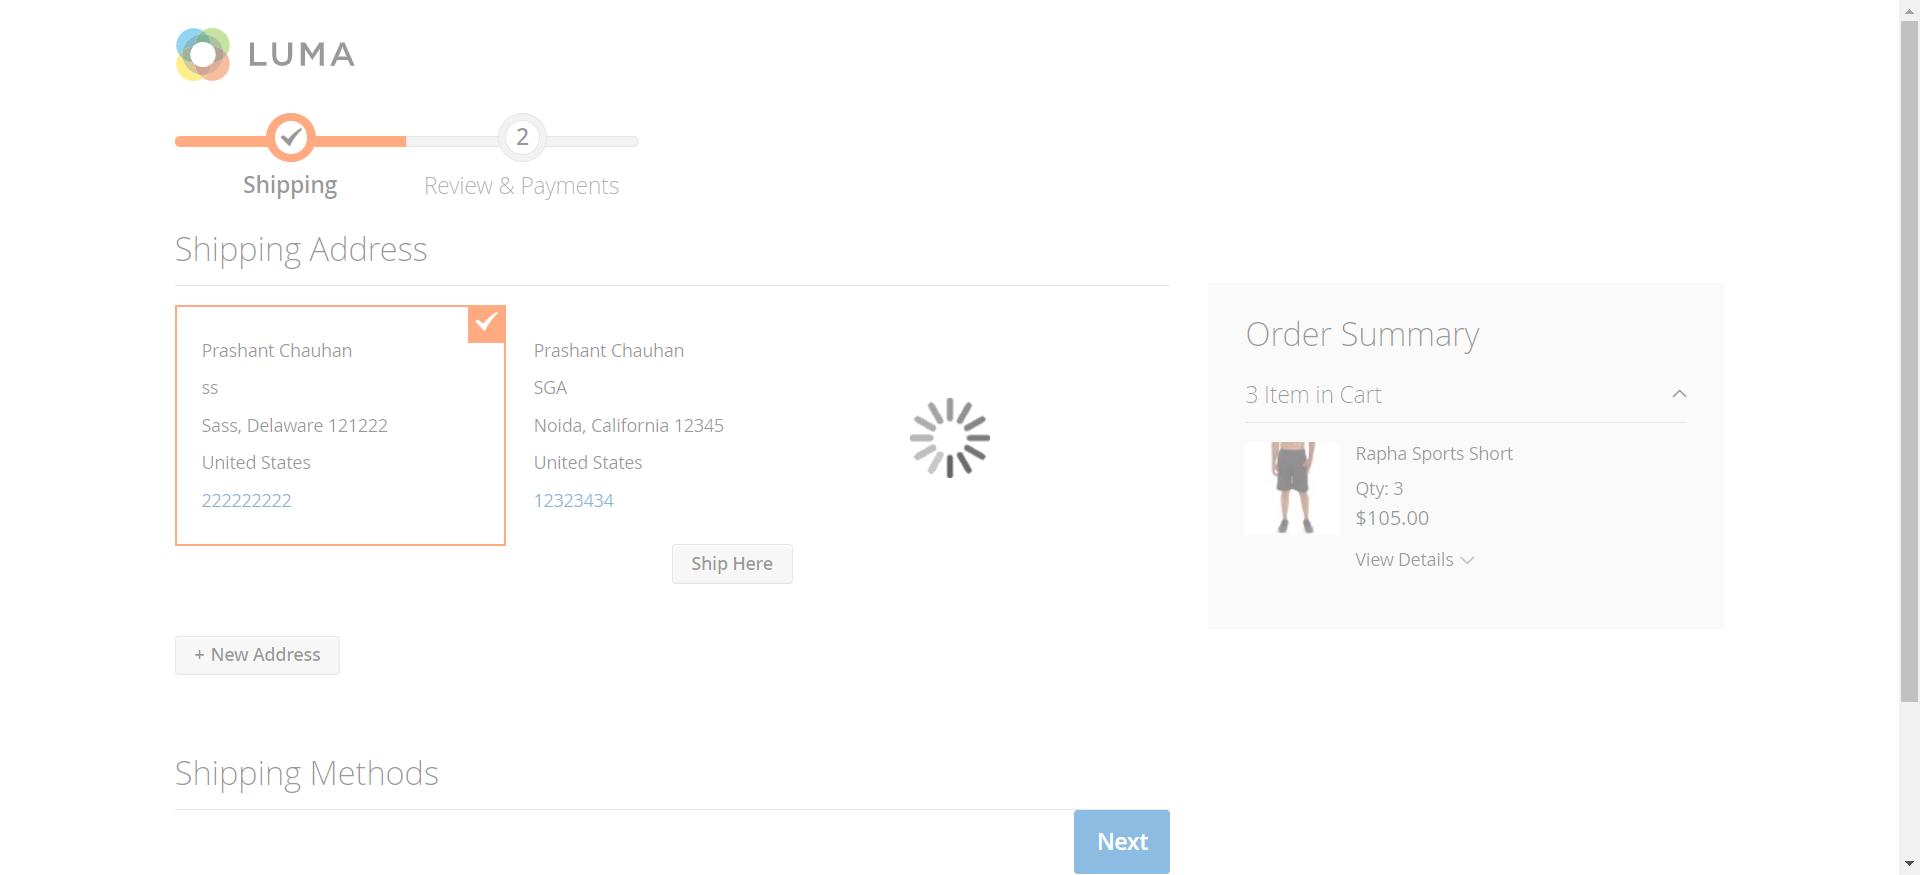 LUMA
2
Shipping
Review & Payments
Shipping Address
Prashant Chauhan
ss
Sass, Delaware 121222
United States
222222222
Prashant Chauhan
SGA
Noida, California 12345
United States
12323434
Ship Here
+ New Address
Order Summary
3 Item in Cart
Rapha Sports Short
Qty: 3
$105.00
View Details
Shipping Methods
Next